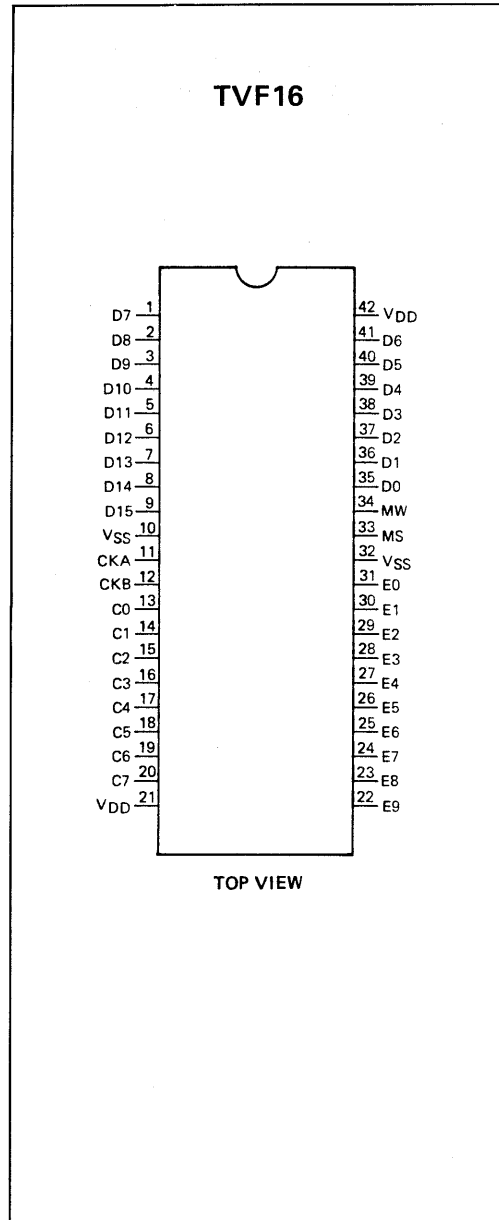 TVF16
D7 1 42 VDD
D8 2 41 D6
D9 3 40 D5
D10 4 39 D4
D11 5 38 D3
D12 6 37 D2
D13 7 36 D1
D14 8 35 D0
D15 9 34 MW
VSS 10 33 MS
CKA 11 32 VSS
CKB 12 31 E0
C0 13 30 E1
C1 14 29 E2
C2 15 28 E3
C3 16 27 E4
C4 17 26 E5
C5 18 25 E6
C6 19 24 E7
C7 20 23 E8
VDD 21 22 E9
TOP VIEW